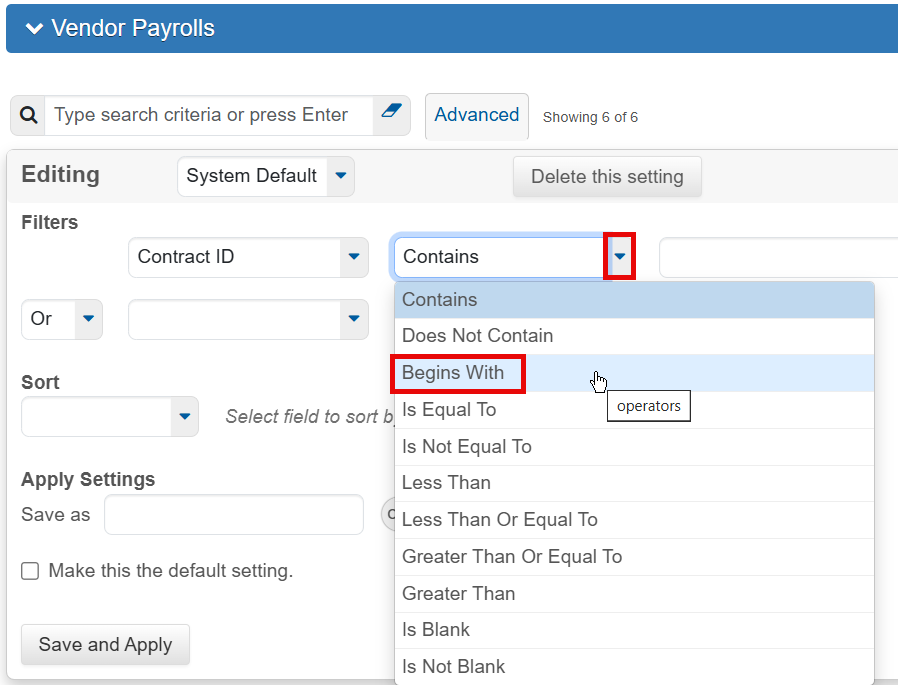 Vendor Payrolls
Type search criteria or press Enter
Advanced
Showing 6 of 6
Editing
System Default
Delete this setting
Filters
Contract ID
Contains
Or
Contains
Does Not Contain
Begins With
operators
Is Equal To
Is Not Equal To
Less Than
Less Than Or Equal To
Greater Than Or Equal To
Greater Than
Is Blank
Is Not Blank
Sort
Select field to sort
Apply Settings
Save as
Make this the default setting.
Save and Apply